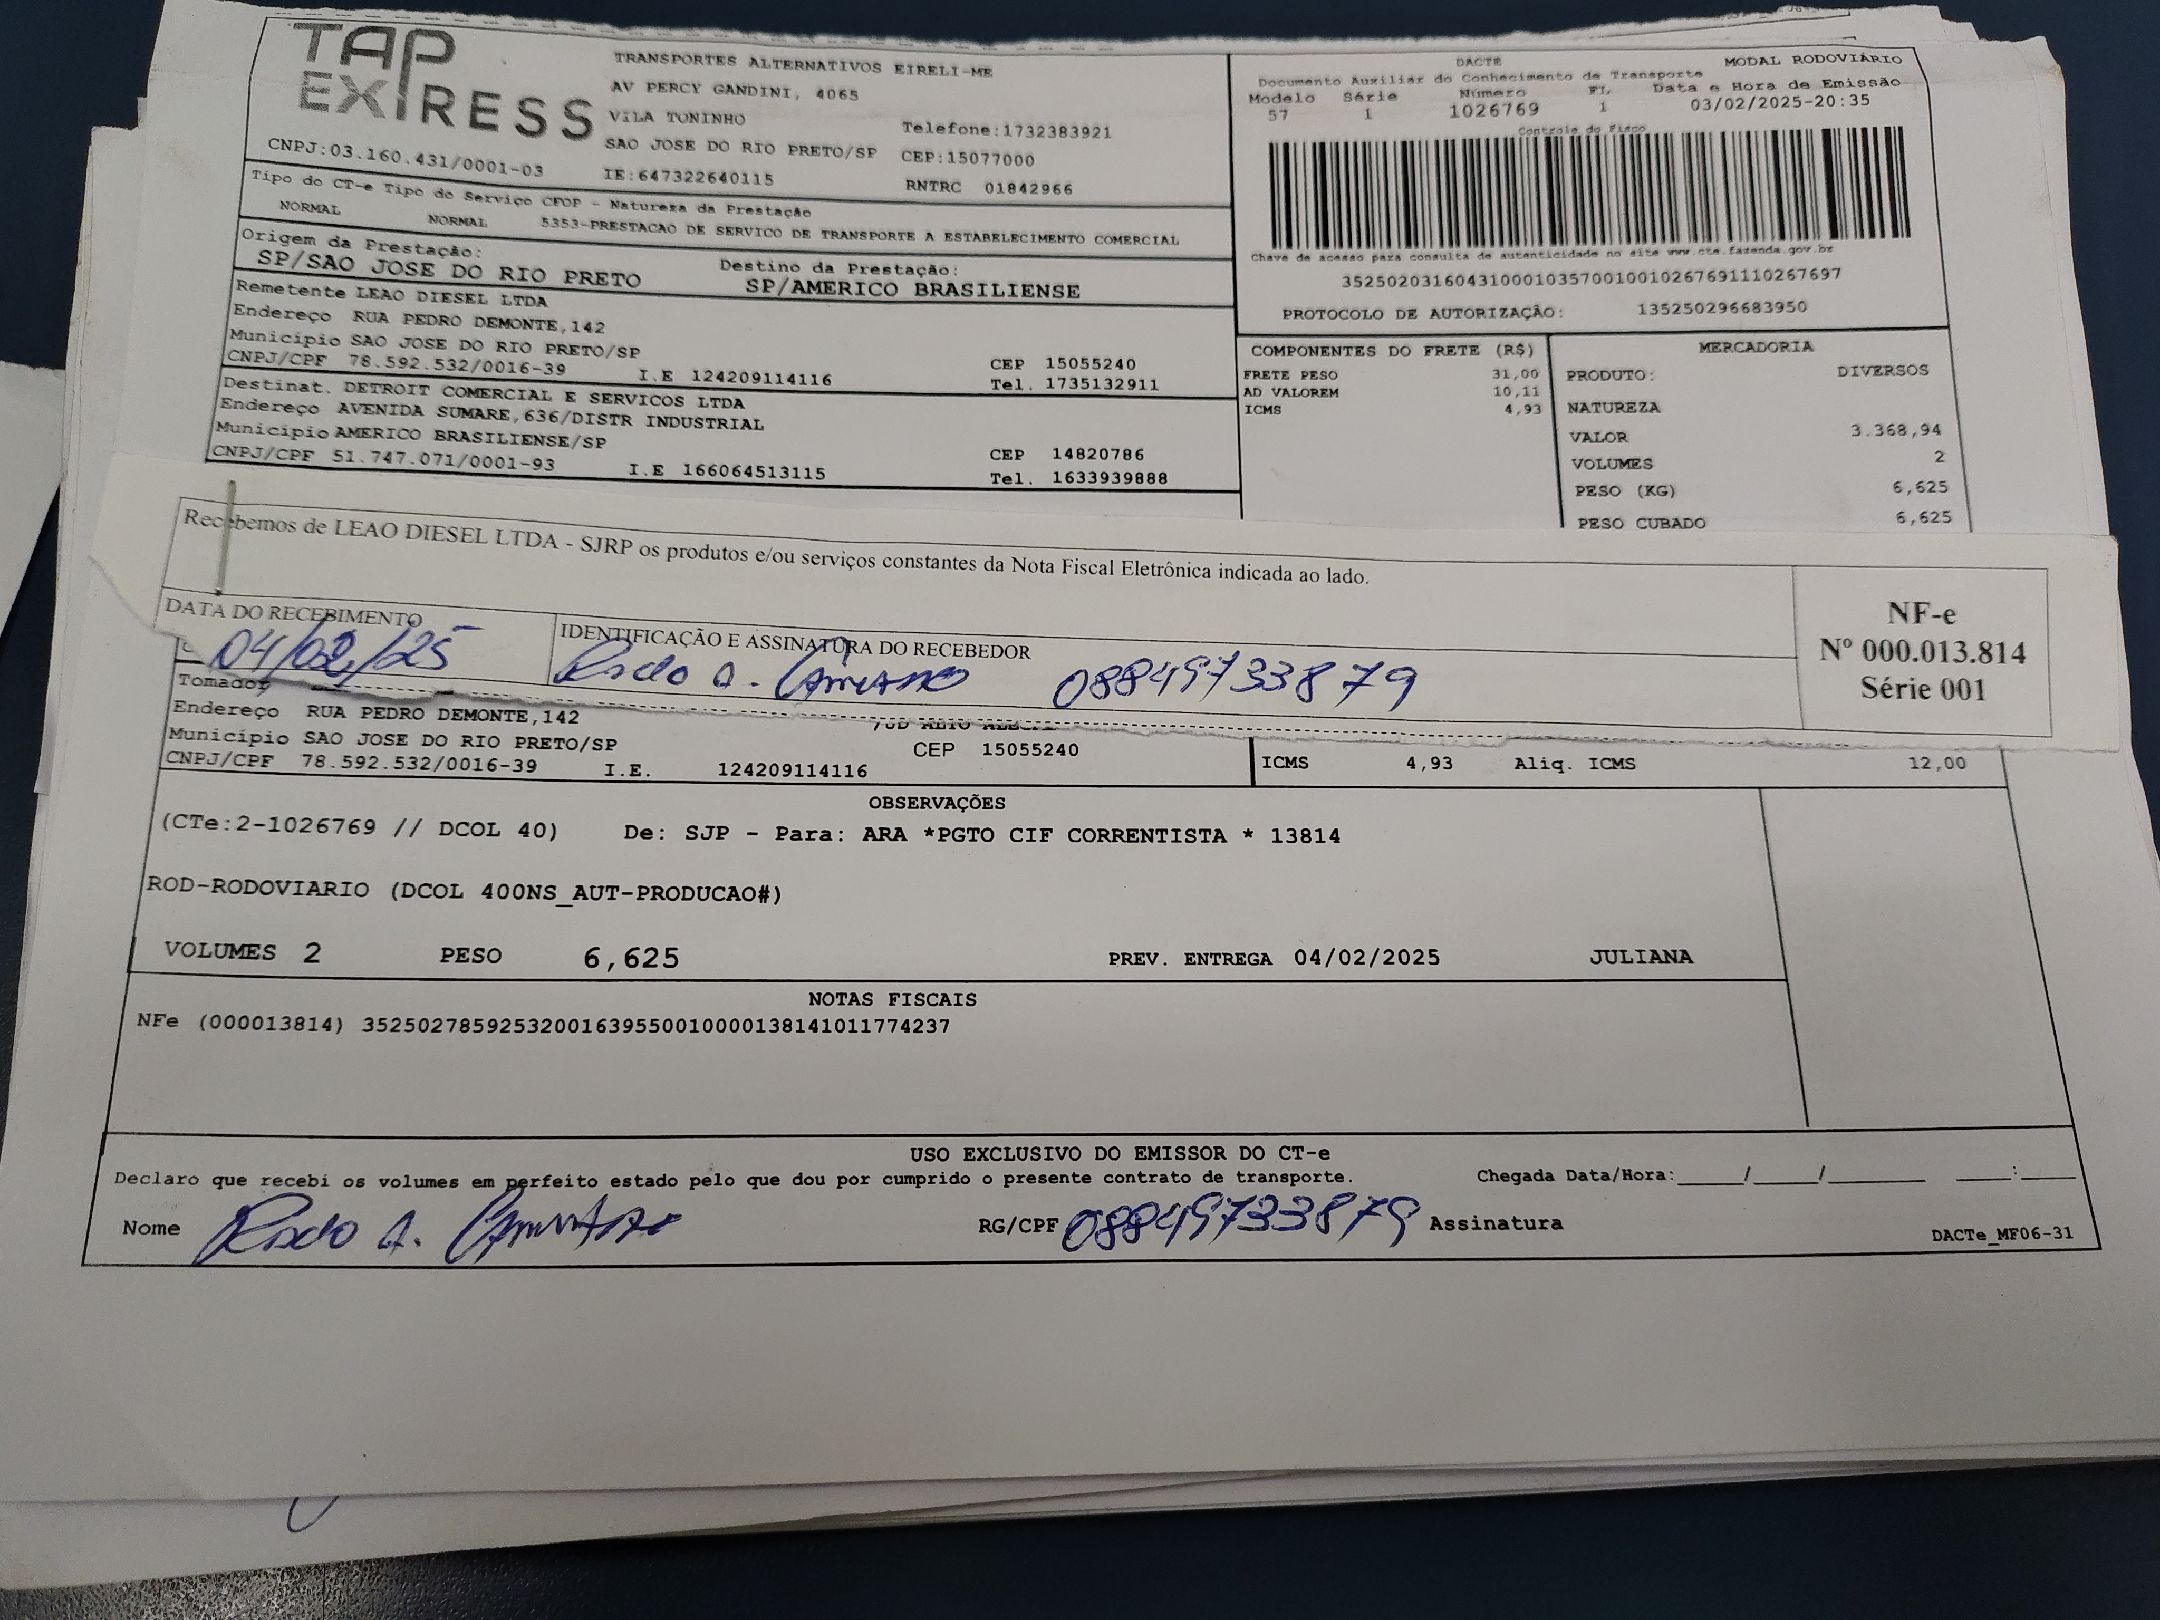 TAP EXPRESS
TRANSPORTES ALTERNATIVOS EIRELI-ME
AV PERCY GANDINI, 4065
VILA TONINHO
Telefone:1732383921
SAO JOSE DO RIO PRETO/SP CEP:15077000
CNPJ:03.160.431/0001-03 IE:647322640115 RNTRC 01842966
Tipo do CT-e Tipo do Serviço CFOP - Natureza da Prestação
NORMAL NORMAL 5353-PRESTACAO DE SERVICO DE TRANSPORTE A ESTABELECIMENTO COMERCIAL
Origem da Prestação: Destino da Prestação:
SP/SAO JOSE DO RIO PRETO SP/AMERICO BRASILIENSE
Remetente LEAO DIESEL LTDA
Endereço RUA PEDRO DEMONTE,142
Município SAO JOSE DO RIO PRETO/SP CEP 15055240
CNPJ/CPF 78.592.532/0016-39 I.E 124209114116 Tel. 1735132911
Destinat. DETROIT COMERCIAL E SERVICOS LTDA
Endereço AVENIDA SUMARE,636/DISTR INDUSTRIAL
Município AMERICO BRASILIENSE/SP CEP 14820786
CNPJ/CPF 51.747.071/0001-93 I.E 166064513115 Tel. 1633939888
DACTE MODAL RODOVIÁRIO
Documento Auxiliar do Conhecimento de Transporte
Modelo Série Número FL Data e Hora de Emissão
57 1 1026769 1 03/02/2025-20:35
Controle do Fisco
Chave de acesso para consulta de autenticidade no site www.cte.fazenda.gov.br
35250203160431000103570010010267691110267697
PROTOCOLO DE AUTORIZAÇÃO: 135250296683950
COMPONENTES DO FRETE (R$)
FRETE PESO 31,00
AD VALOREM 10,11
ICMS 4,93
MERCADORIA
PRODUTO: DIVERSOS
NATUREZA
VALOR 3.368,94
VOLUMES 2
PESO (KG) 6,625
PESO CUBADO 6,625
Recebemos de LEAO DIESEL LTDA - SJRP os produtos e/ou serviços constantes da Nota Fiscal Eletrônica indicada ao lado.
DATA DO RECEBIMENTO IDENTIFICAÇÃO E ASSINATURA DO RECEBEDOR
04/02/25 08849733879
NF-e
Nº 000.013.814
Série 001
Tomador
Endereço RUA PEDRO DEMONTE,142
Município SAO JOSE DO RIO PRETO/SP CEP 15055240
CNPJ/CPF 78.592.532/0016-39 I.E. 124209114116
ICMS 4,93 Aliq. ICMS 12,00
OBSERVAÇÕES
(CTe:2-1026769 // DCOL 40) De: SJP - Para: ARA *PGTO CIF CORRENTISTA * 13814
ROD-RODOVIARIO (DCOL 400NS_AUT-PRODUCAO#)
VOLUMES 2 PESO 6,625 PREV. ENTREGA 04/02/2025 JULIANA
NOTAS FISCAIS
NFe (000013814) 35250278592532001639550010000138141011774237
USO EXCLUSIVO DO EMISSOR DO CT-e
Declaro que recebi os volumes em perfeito estado pelo que dou por cumprido o presente contrato de transporte. Chegada Data/Hora:____/____/______ ____:____
Nome RG/CPF 08849733879 Assinatura
DACTe_MF06-31